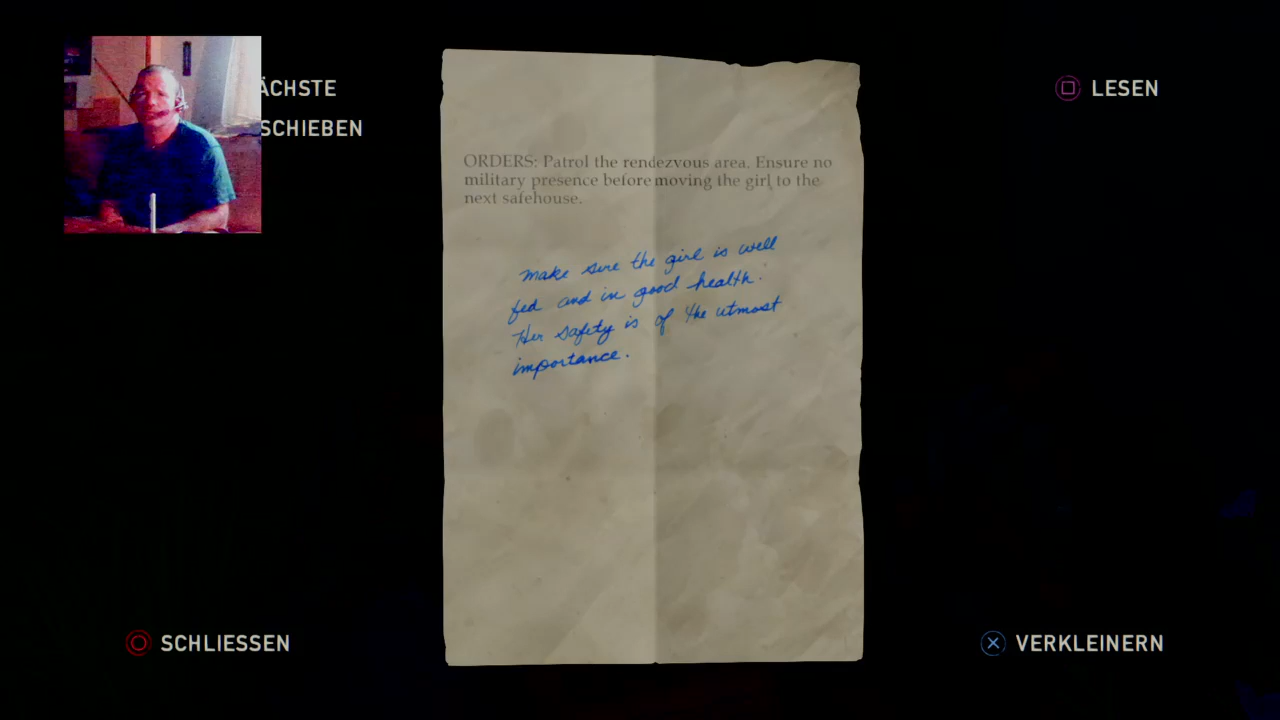 ÄCHSTE
SCHIEBEN
LESEN
ORDERS: Patrol the rendezvous area. Ensure no
military presence before moving the girl to the
next safehouse.
Make sure the girl is well
fed and in good health.
Her safety is of the utmost
importance.
SCHLIESSEN
VERKLEINERN